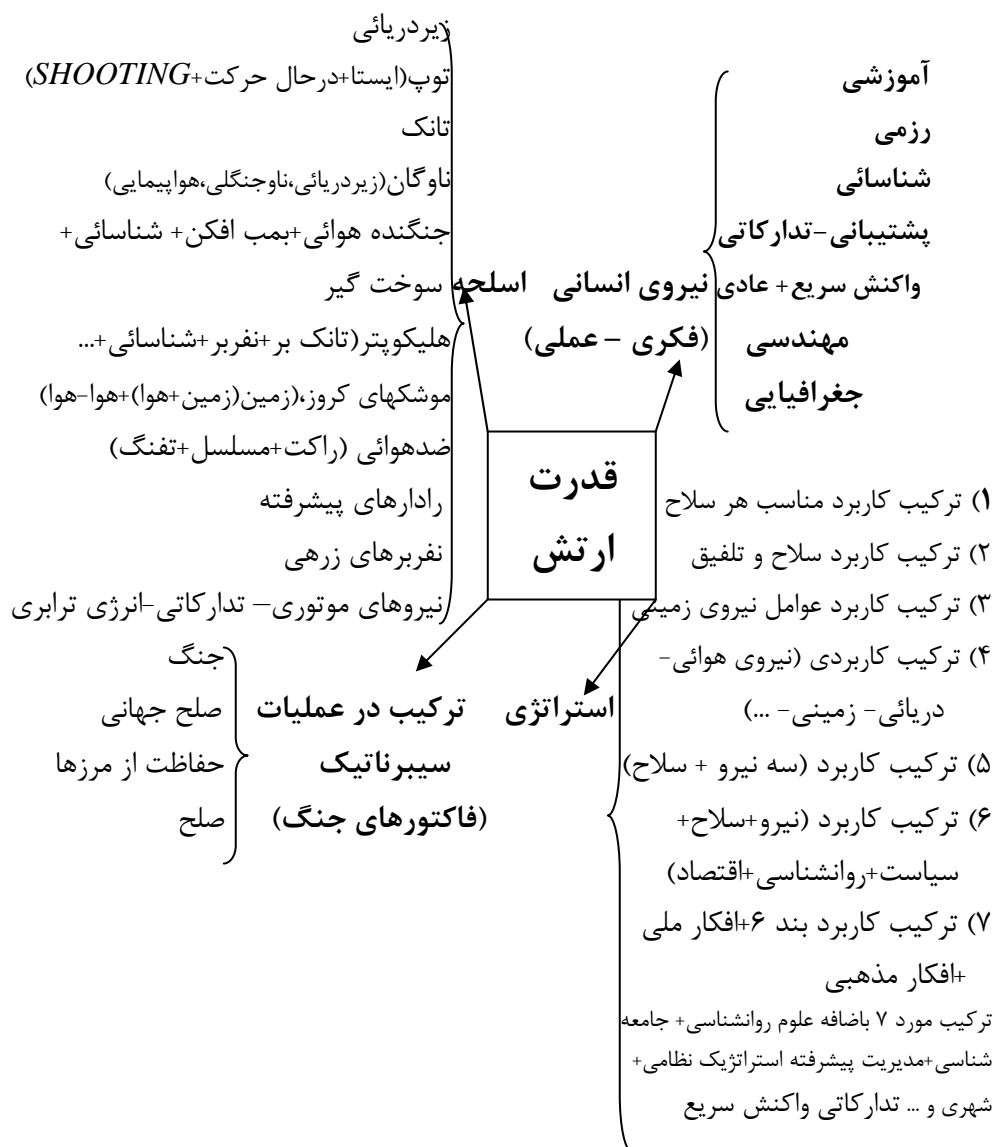 آموزشی
رزمی
شناسائی
پشتیبانی-تدارکاتی
واکنش سریع+ عادی
مهندسی
جغرافیایی
نیروی انسانی
(فکری – عملی)
اسلحه
زیردریائی
توپ(ایستا+درحال حرکت+SHOOTING)
تانک
ناوگان(زیردریائی،ناوجنگلی،هواپیمایی)
جنگنده هوائی+بمب افکن+ شناسائی+
سوخت گیر
هلیکوپتر(تانک بر+نفربر+شناسائی+...
موشکهای کروز،(زمین(زمین+هوا)+هوا-هوا)
ضدهوائی (راکت+مسلسل+تفنگ)
رادارهای پیشرفته
نفربرهای زرهی
نیروهای موتوری– تدارکاتی-انرژی ترابری
قدرت
ارتش
۱) ترکیب کاربرد مناسب هر سلاح
۲) ترکیب کاربرد سلاح و تلفیق
۳) ترکیب کاربرد عوامل نیروی زمینی
۴) ترکیب کاربردی (نیروی هوائی-
دریائی- زمینی- ...)
۵) ترکیب کاربرد (سه نیرو + سلاح)
۶) ترکیب کاربرد (نیرو+سلاح+
سیاست+روانشناسی+اقتصاد)
۷) ترکیب کاربرد بند ۶+افکار ملی
+افکار مذهبی
ترکیب مورد ۷ باضافه علوم روانشناسی+ جامعه
شناسی+مدیریت پیشرفته استراتژیک نظامی+
شهری و ... تدارکاتی واکنش سریع
استراتژی
ترکیب در عملیات
سیبرناتیک
(فاکتورهای جنگ)
جنگ
صلح جهانی
حفاظت از مرزها
صلح